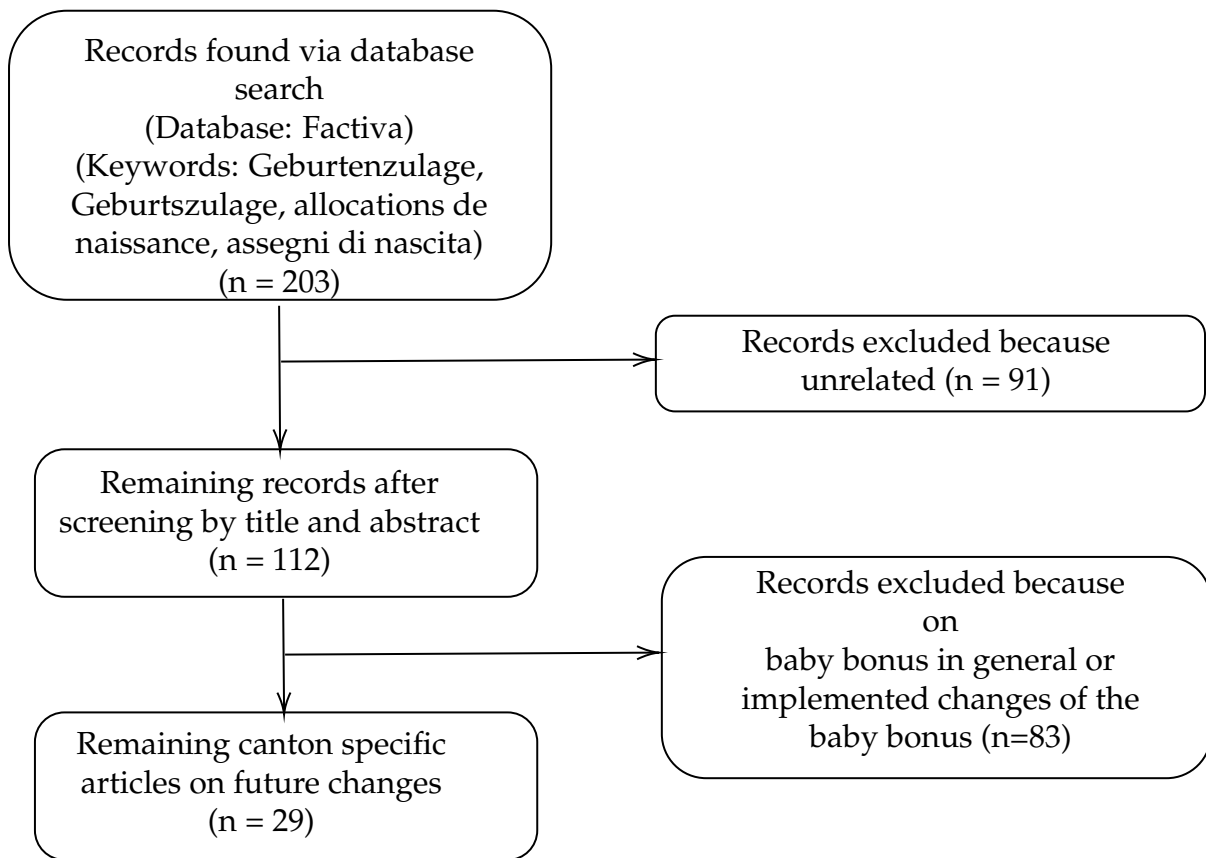 Records found via database
search
(Database: Factiva)
(Keywords: Geburtenzulage,
Geburtszulage, allocations de
naissance, assegni di nascita)
(n = 203)
Records excluded because
unrelated (n = 91)
Remaining records after
screening by title and abstract
(n = 112)
Records excluded because
on
baby bonus in general or
implemented changes of the
baby bonus (n=83)
Remaining canton specific
articles on future changes
(n = 29)